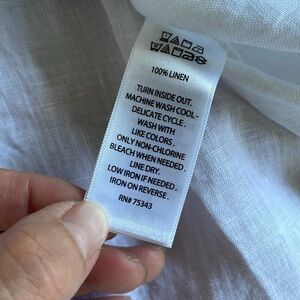 100% LINEN
TURN INSIDE OUT.
MACHINE WASH COOL -
DELICATE CYCLE.
WASH WITH
LIKE COLORS.
ONLY NON-CHLORINE
BLEACH WHEN NEEDED.
LINE DRY.
LOW IRON IF NEEDED.
IRON ON REVERSE.
RN# 75343